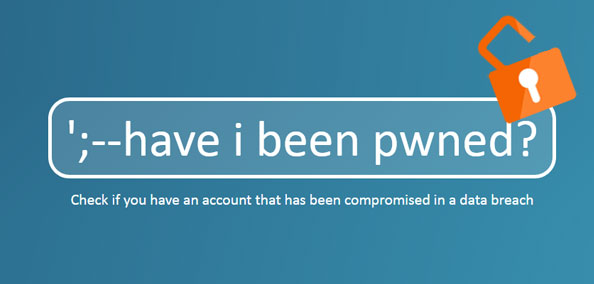 ';--have i been pwned?
Check if you have an account that has been compromised in a data breach